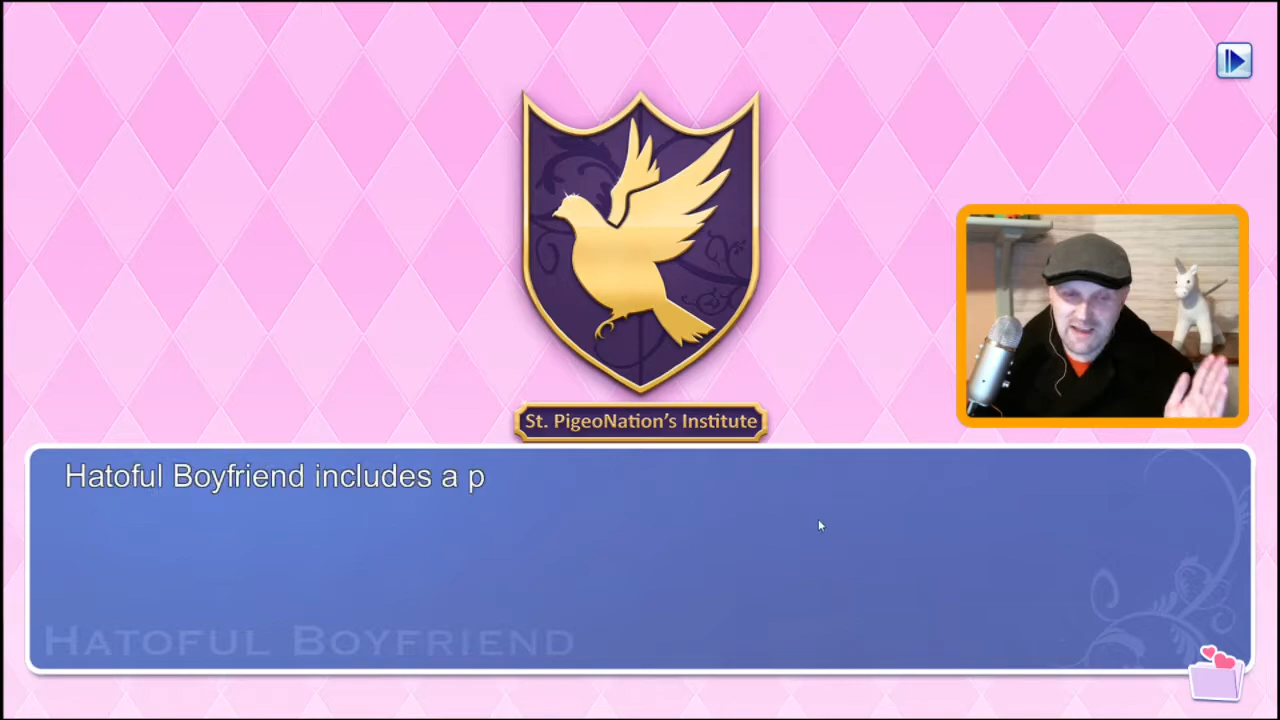 St. PigeoNation's Institute
Hatoful Boyfriend includes a p
HATOFUL BOYFRIEND